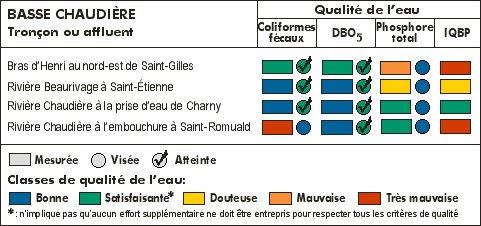 BASSE CHAUDIÈRE
Tronçon ou affluent
Qualité de l'eau
Coliformes fécaux
DBO5
Phosphore total
IQBP
Bras d'Henri au nord-est de Saint-Gilles
Rivière Beaurivage à Saint-Étienne
Rivière Chaudière à la prise d'eau de Charny
Rivière Chaudière à l'embouchure à Saint-Romuald
Mesurée Visée Atteinte
Classes de qualité de l'eau:
Bonne Satisfaisante* Douteuse Mauvaise Très mauvaise
* : n'implique pas qu'aucun effort supplémentaire ne doit être entrepris pour respecter tous les critères de qualité